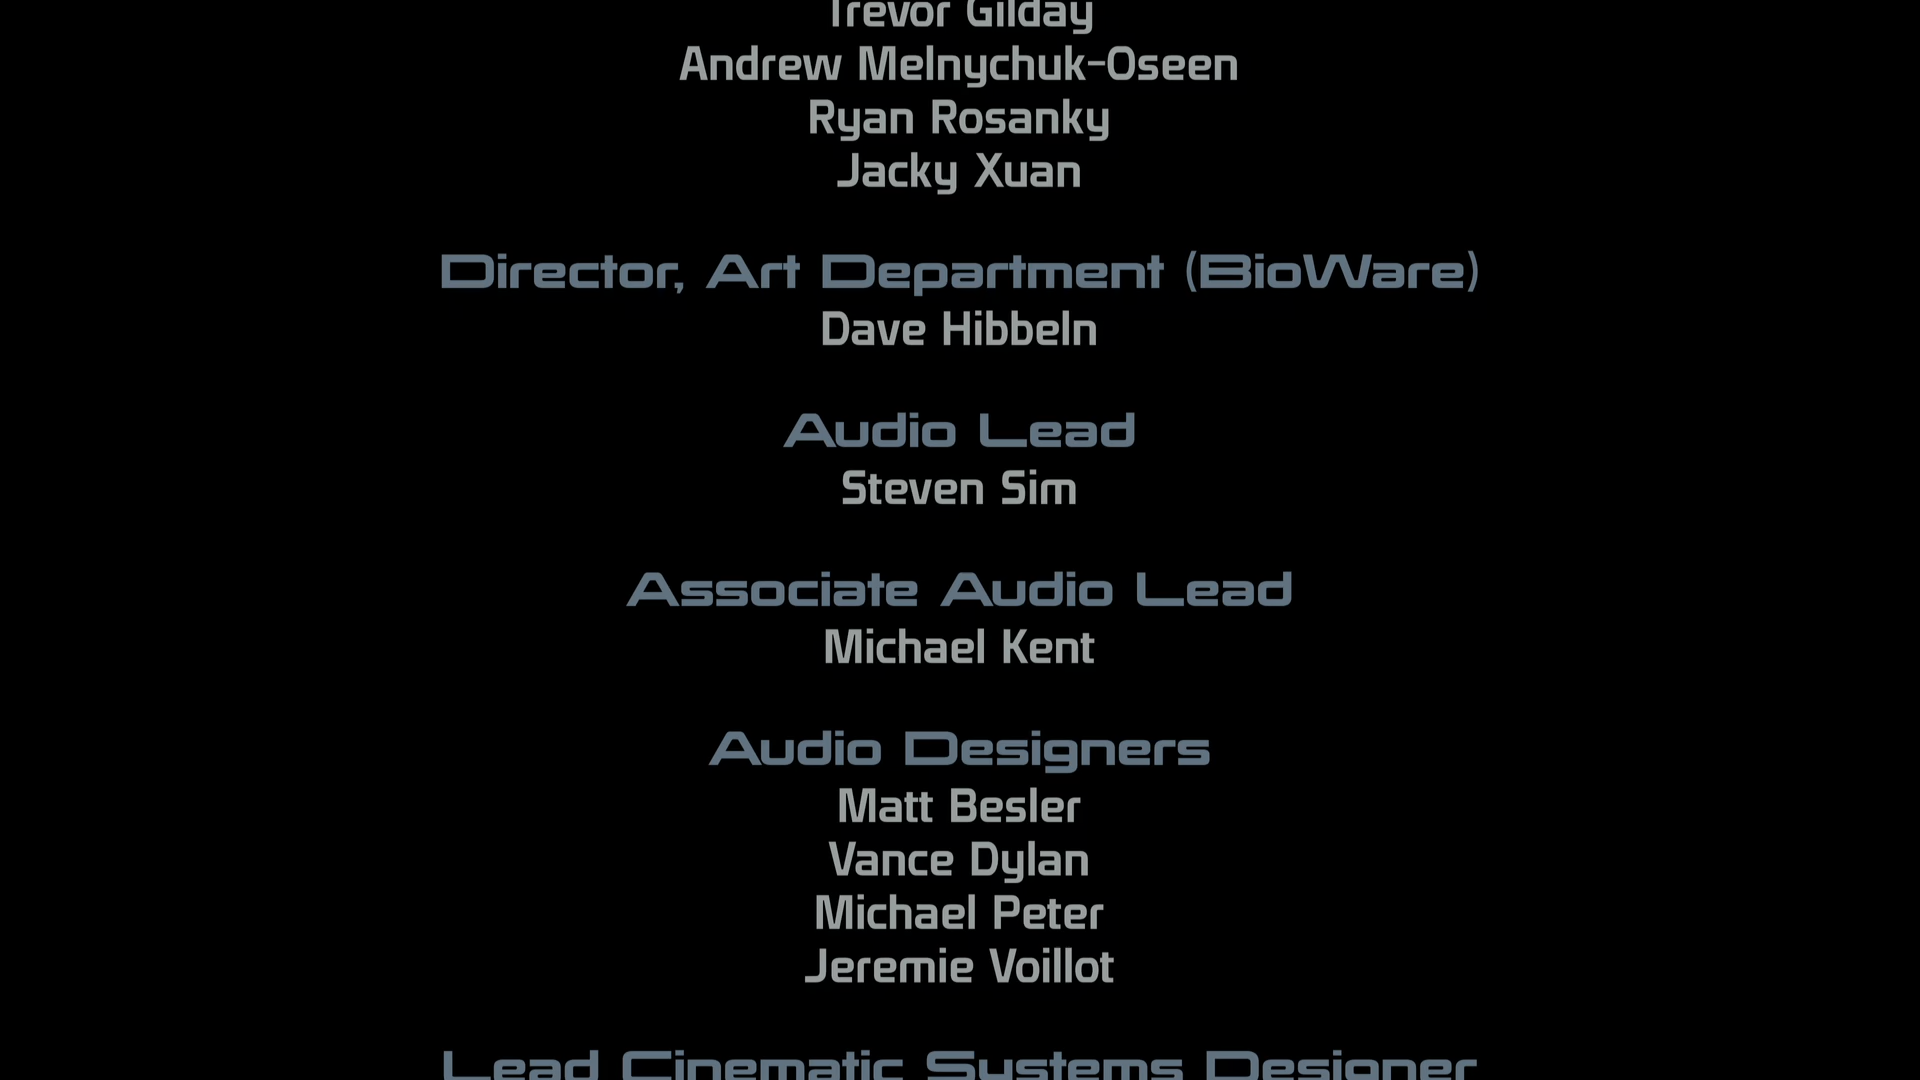 Trevor Gilday
Andrew Melnychuk-Oseen
Ryan Rosanky
Jacky Xuan
Director, Art Department (BioWare)
Dave Hibbeln
Audio Lead
Steven Sim
Associate Audio Lead
Michael Kent
Audio Designers
Matt Besler
Vance Dylan
Michael Peter
Jeremie Voillot
Lead Cinematic Systems Designer